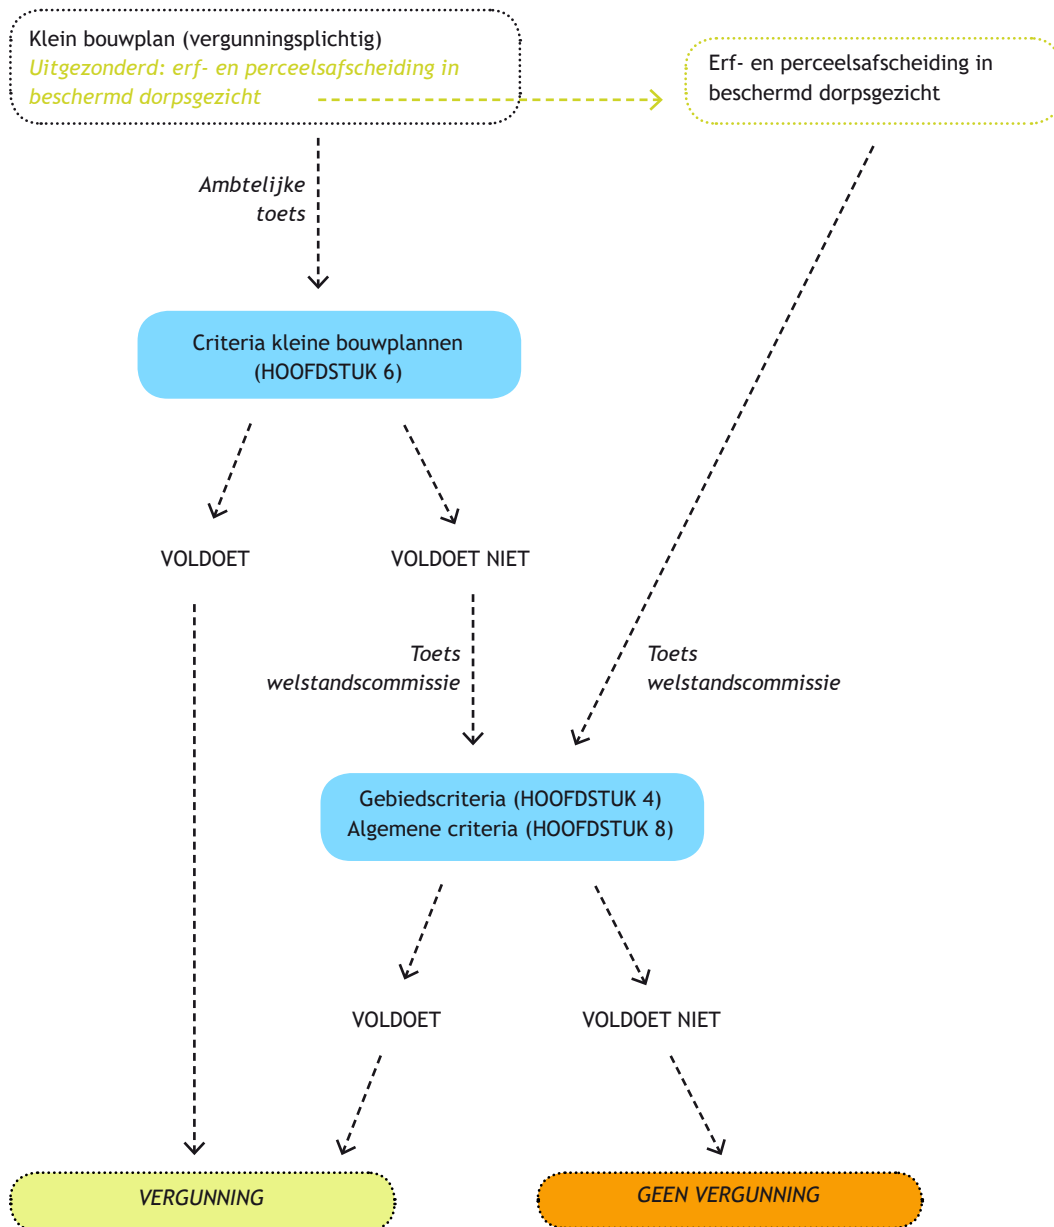 Klein bouwplan (vergunningsplichtig)
Uitgezonderd: erf- en perceelsafscheiding in
beschermd dorpsgezicht
Erf- en perceelsafscheiding in
beschermd dorpsgezicht
Ambtelijke
toets
Criteria kleine bouwplannen
(HOOFDSTUK 6)
VOLDOET
VOLDOET NIET
Toets
welstandscommissie
Toets
welstandscommissie
Gebiedscriteria (HOOFDSTUK 4)
Algemene criteria (HOOFDSTUK 8)
VOLDOET
VOLDOET NIET
VERGUNNING
GEEN VERGUNNING